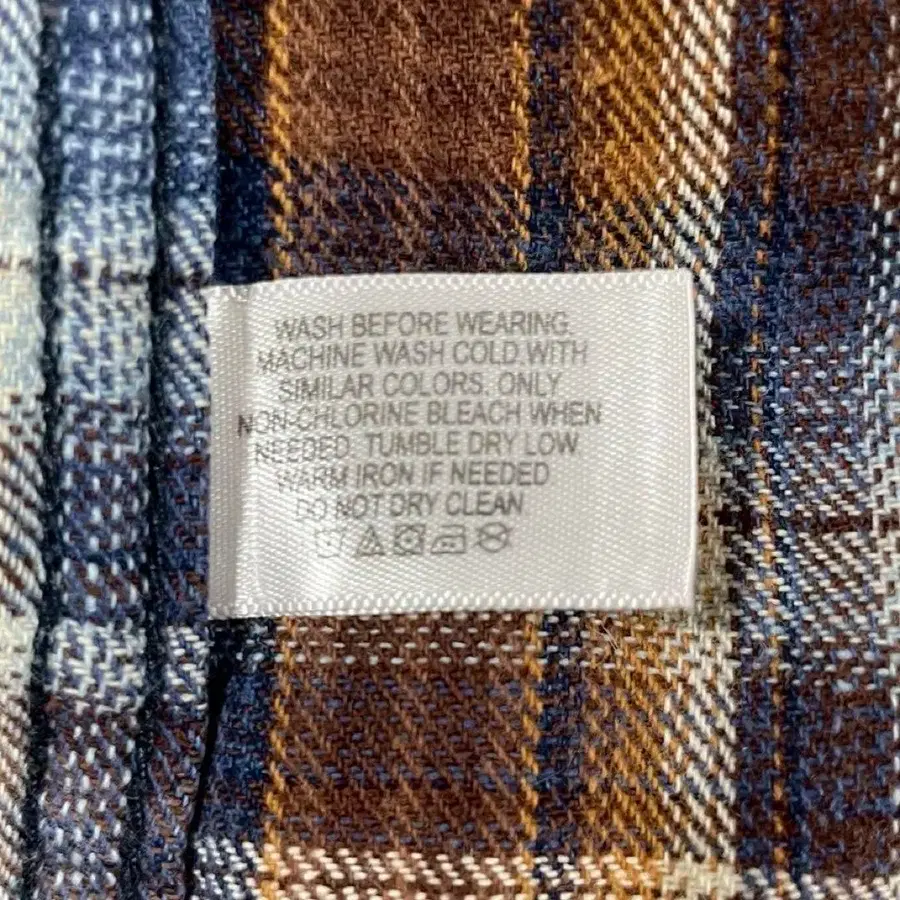 WASH BEFORE WEARING.
MACHINE WASH COLD.WITH
SIMILAR COLORS. ONLY
NON-CHLORINE BLEACH WHEN
NEEDED. TUMBLE DRY LOW.
WARM IRON IF NEEDED
DO NOT DRY CLEAN